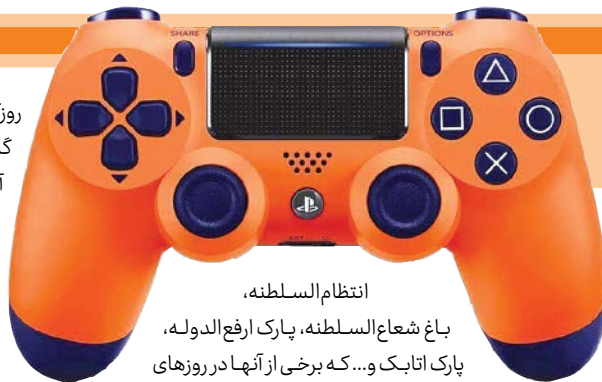 SHARE
OPTIONS
انتظام‌السلطنه،
باغ شعاع‌السلطنه، پارک ارفع‌الدوله،
پارک اتابک و... که برخی از آنها در روزهای